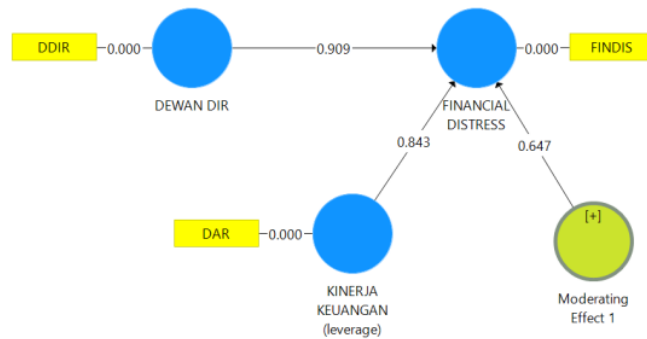 DDIR
0.000
DEWAN DIR
0.909
FINANCIAL
DISTRESS
0.000
FINDIS
0.843
0.647
DAR
0.000
KINERJA
KEUANGAN
(leverage)
[+]
Moderating
Effect 1